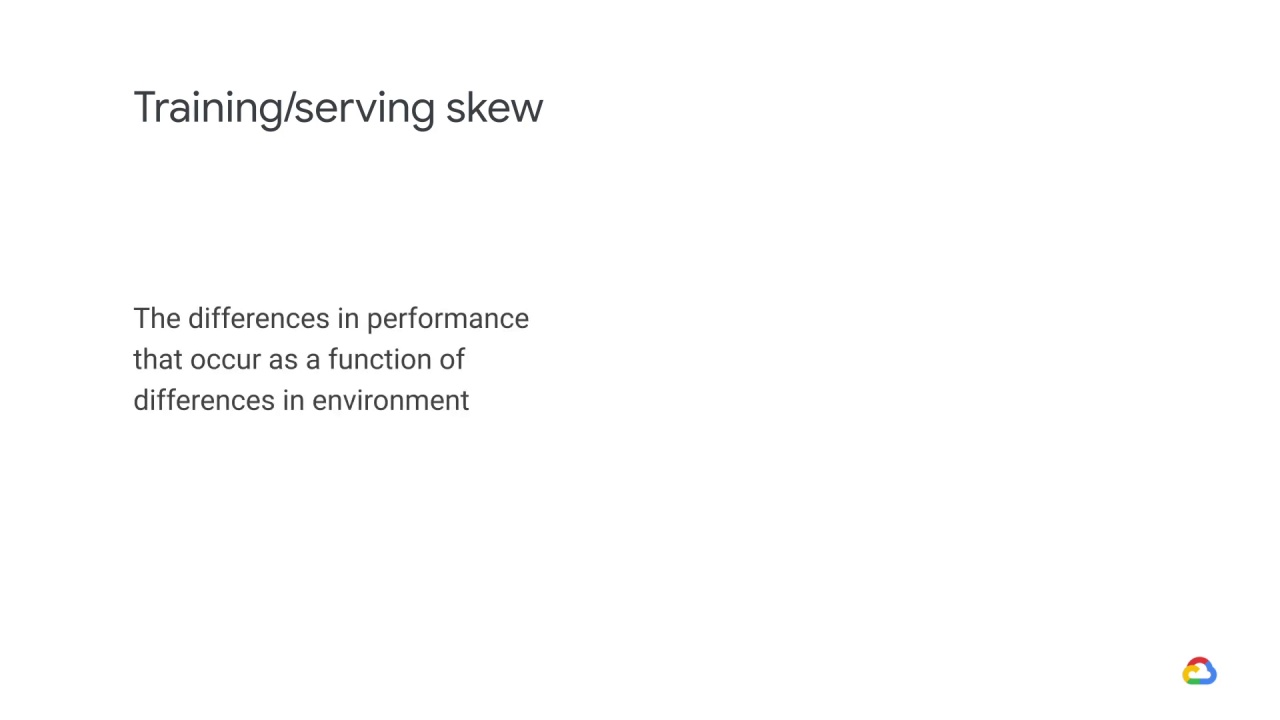 Training/serving skew
The differences in performance
that occur as a function of
differences in environment